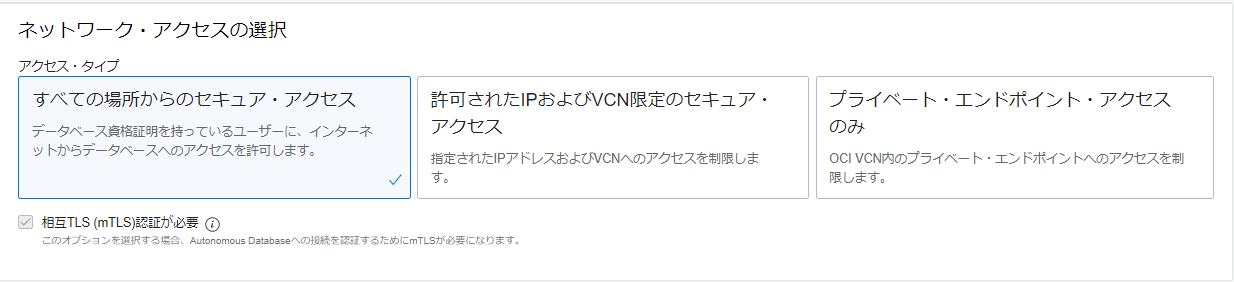 ネットワーク・アクセスの選択
アクセス・タイプ
すべての場所からのセキュア・アクセス
データベース資格証明を持っているユーザーに、インターネ
ットからデータベースへのアクセスを許可します。
許可されたIPおよびVCN限定のセキュア・
アクセス
指定されたIPアドレスおよびVCNへのアクセスを制限しま
す。
プライベート・エンドポイント・アクセス
のみ
OCI VCN内のプライベート・エンドポイントへのアクセスを制
限します。
相互TLS (mTLS)認証が必要
このオプションを選択する場合、Autonomous Databaseへの接続を認証するためにmTLSが必要になります。